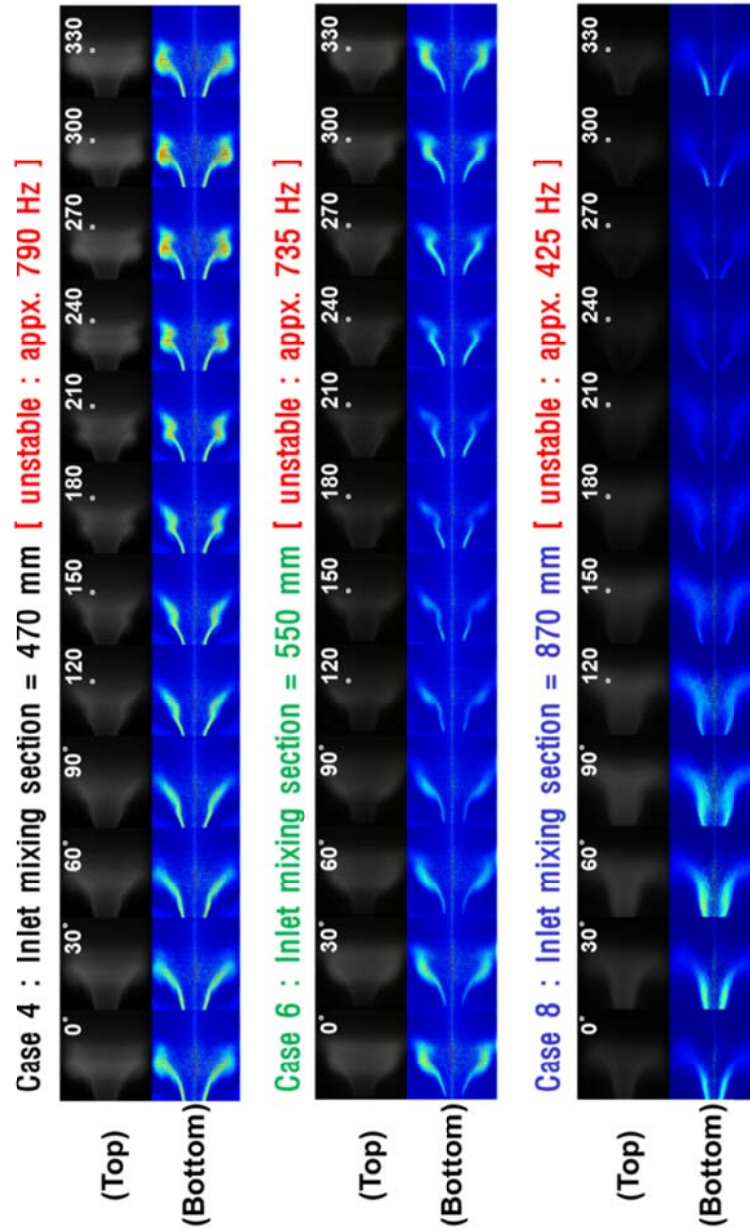 Case 4 : Inlet mixing section = 470 mm [ unstable : appx. 790 Hz ]
(Top) 0° 30° 60° 90° 120° 150° 180° 210° 240° 270° 300° 330°
(Bottom)
Case 6 : Inlet mixing section = 550 mm [ unstable : appx. 735 Hz ]
(Top) 0° 30° 60° 90° 120° 150° 180° 210° 240° 270° 300° 330°
(Bottom)
Case 8 : Inlet mixing section = 870 mm [ unstable : appx. 425 Hz ]
(Top) 0° 30° 60° 90° 120° 150° 180° 210° 240° 270° 300° 330°
(Bottom)